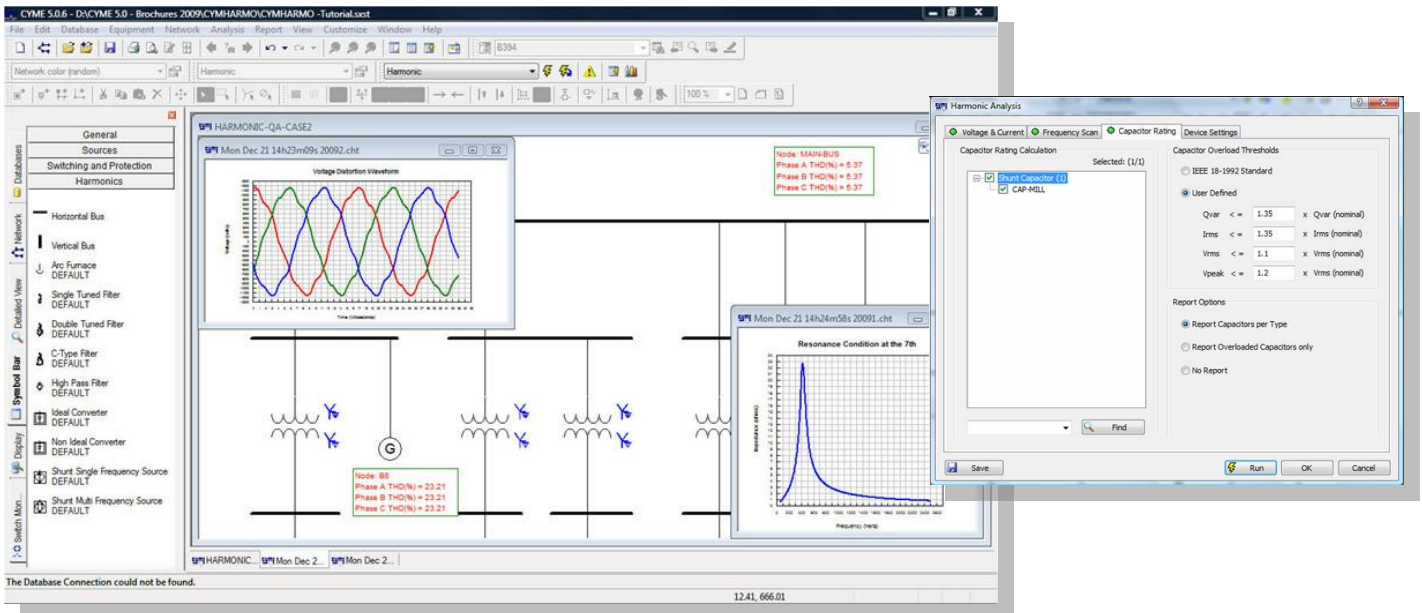 CYME 5.0.6 - D:\CYME 5.0 - Brochures 2009\CYMHARMO\CYMHARMO -Tutorial.sxst
File Edit Database Equipment Network Analysis Report View Customize Window Help
B394
Network color (random)
Harmonic
Harmonic
100 %
General
Sources
Switching and Protection
Harmonics
Databases
Network
Detailed View
Symbol Bar
Display
Switch Mon...
Horizontal Bus
Vertical Bus
Arc Furnace
DEFAULT
Single Tuned Filter
DEFAULT
Double Tuned Filter
DEFAULT
C-Type Filter
DEFAULT
High Pass Filter
DEFAULT
Ideal Converter
DEFAULT
Non Ideal Converter
DEFAULT
Shunt Single Frequency Source
DEFAULT
Shunt Multi Frequency Source
DEFAULT
HARMONIC-QA-CASE2
Mon Dec 21 14h23m09s 20092.cht
Voltage Distortion Waveform
Voltage (volts)
Time (Milliseconds)
Node: MAIN-BUS
Phase A THD(%) = 5.37
Phase B THD(%) = 5.37
Phase C THD(%) = 5.37
G
Node: B8
Phase A THD(%) = 23.21
Phase B THD(%) = 23.21
Phase C THD(%) = 23.21
Mon Dec 21 14h24m58s 20091.cht
Resonance Condition at the 7th
Impedance (ohms)
Frequency (Hertz)
HARMONIC...
Mon Dec 2...
Mon Dec 2...
The Database Connection could not be found.
12.41, 666.01
Harmonic Analysis
Voltage & Current
Frequency Scan
Capacitor Rating
Device Settings
Capacitor Rating Calculation
Selected: (1/1)
Shunt Capacitor (1)
CAP-MILL
Find
Capacitor Overload Thresholds
IEEE 18-1992 Standard
User Defined
Qvar <= 1.35 x Qvar (nominal)
Irms <= 1.35 x Irms (nominal)
Vrms <= 1.1 x Vrms (nominal)
Vpeak <= 1.2 x Vrms (nominal)
Report Options
Report Capacitors per Type
Report Overloaded Capacitors only
No Report
Save
Run
OK
Cancel